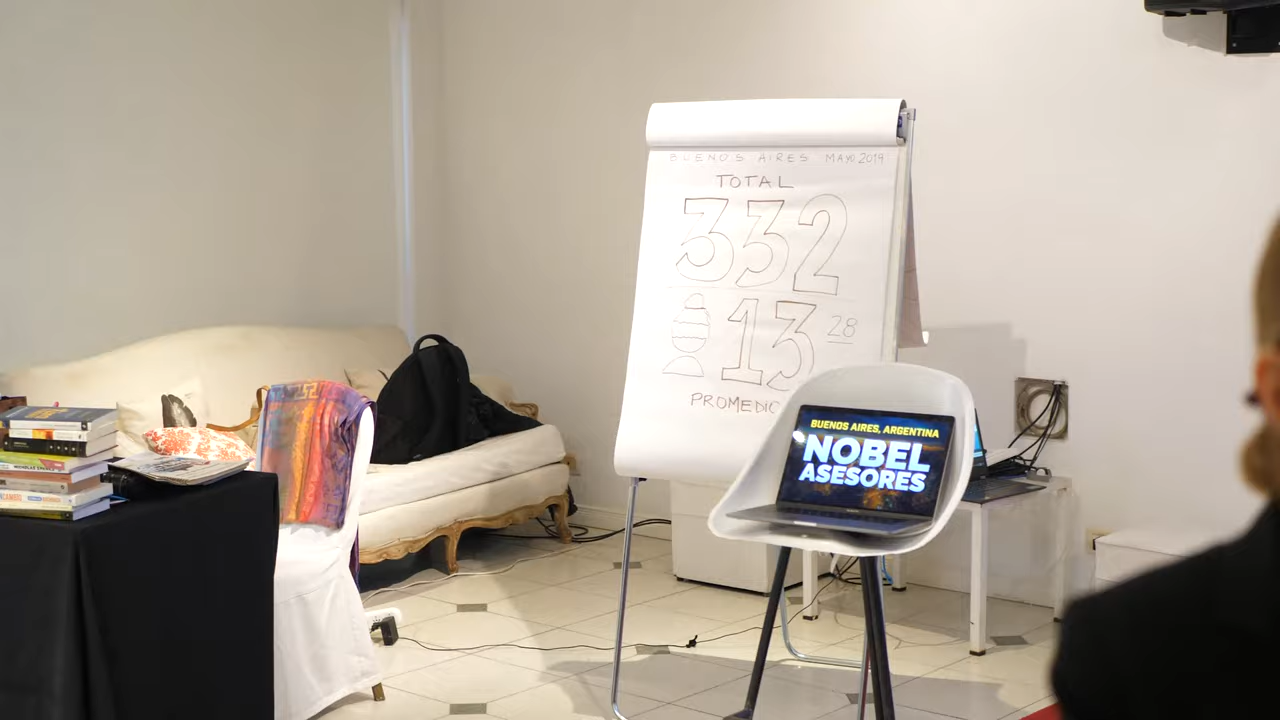 BUENOS AIRES MAYO 2019
TOTAL
332
13 28
PROMEDIO
BUENOS AIRES, ARGENTINA
NOBEL
ASESORES